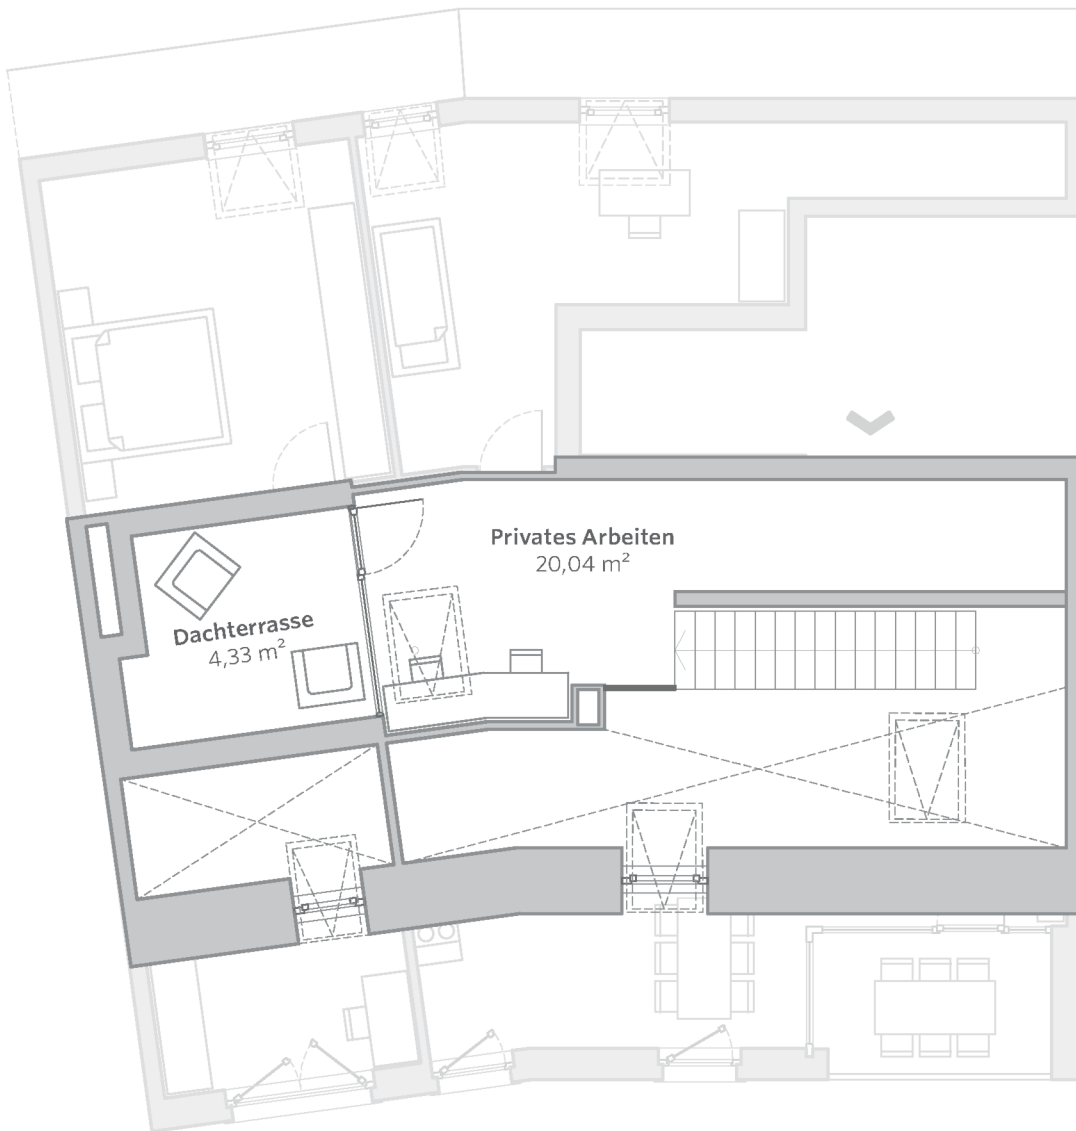 Privates Arbeiten
20,04 m²
Dachterrasse
4,33 m²